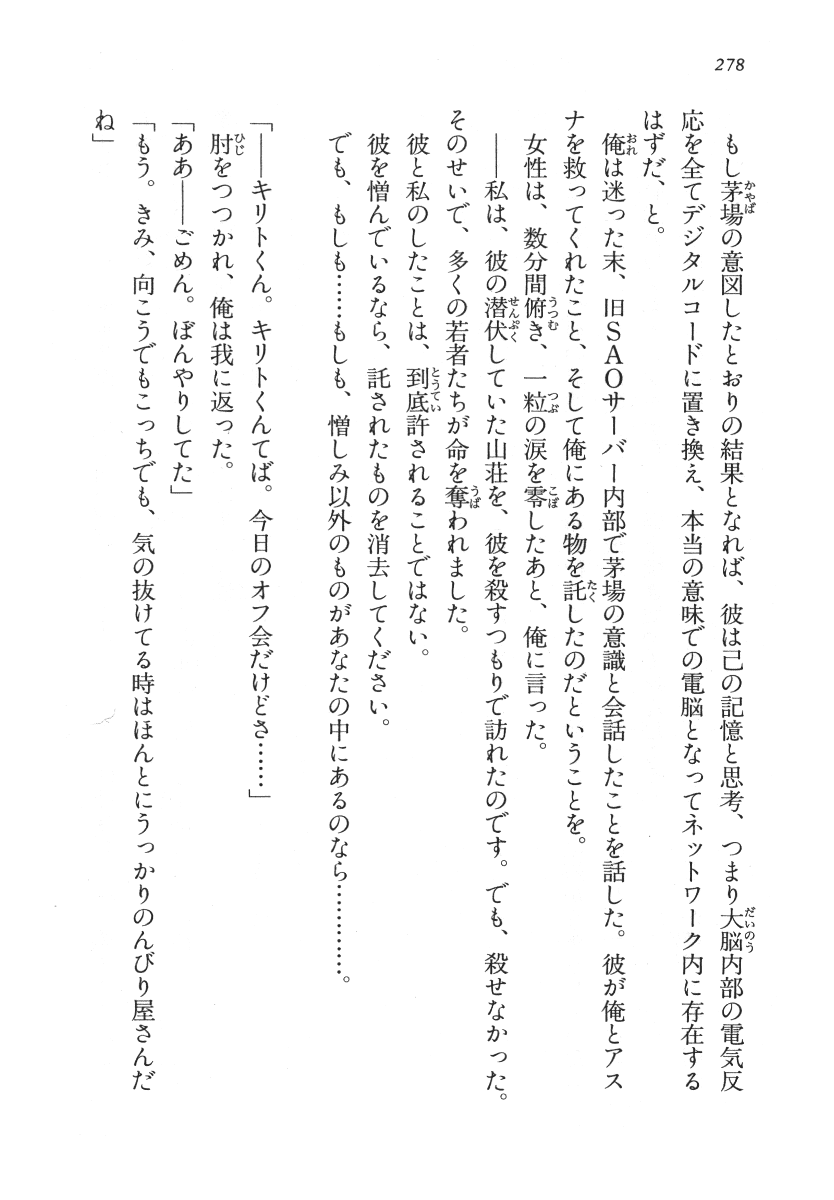 278
もし茅場の意図したとおりの結果となれば、彼は己の記憶と思考、つまり大脳内部の電気反
応を全てデジタルコードに置き換え、本当の意味での電脳となってネットワーク内に存在する
はずだ、と。
俺は迷った末、旧SAOサーバー内部で茅場の意識と会話したことを話した。彼が俺とアス
ナを救ってくれたこと、そして俺にある物を託したのだということを。
女性は、数分間俯き、一粒の涙を零したあと、俺に言った。
――私は、彼の潜伏していた山荘を、彼を殺すつもりで訪れたのです。でも、殺せなかった。
そのせいで、多くの若者たちが命を奪われました。
彼と私のしたことは、到底許されることではない。
彼を憎んでいるなら、託されたものを消去してください。
でも、もしも……もしも、憎しみ以外のものがあなたの中にあるのなら…………。
「――キリトくん。キリトくんてば。今日のオフ会だけどさ……」
肘をつつかれ、俺は我に返った。
「ああ――ごめん。ぼんやりしてた」
「もう。きみ、向こうでもこっちでも、気の抜けてる時はほんとにうっかりのんびり屋さんだ
ね」